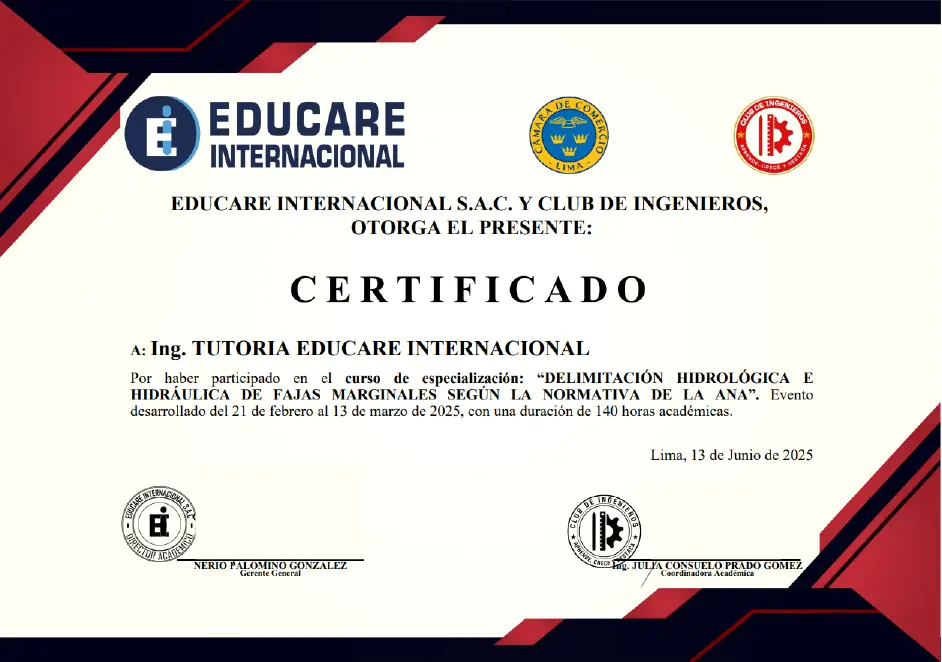 EDUCARE
INTERNACIONAL
CÁMARA DE COMERCIO
- LIMA -
CLUB DE INGENIEROS
APRENDE, CRECE Y DESTACA
EDUCARE INTERNACIONAL S.A.C. Y CLUB DE INGENIEROS,
OTORGA EL PRESENTE:
CERTIFICADO
A: Ing. TUTORIA EDUCARE INTERNACIONAL
Por haber participado en el curso de especialización: “DELIMITACIÓN HIDROLÓGICA E
HIDRÁULICA DE FAJAS MARGINALES SEGÚN LA NORMATIVA DE LA ANA”. Evento
desarrollado del 21 de febrero al 13 de marzo de 2025, con una duración de 140 horas académicas.
Lima, 13 de Junio de 2025
EDUCARE INTERNACIONAL S.A.C
EI
DIRECTOR ACADÉMICO
NERIO PALOMINO GONZALEZ
Gerente General
CLUB DE INGENIEROS
APRENDE, CRECE Y DESTACA
Ing. JULIA CONSUELO PRADO GOMEZ
Coordinadora Académica